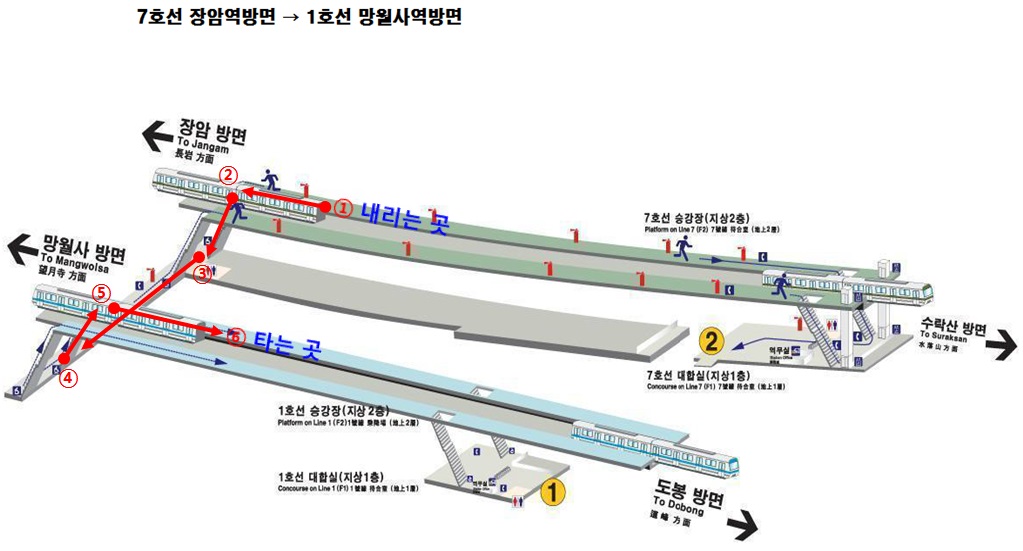 7호선 장암역방면 → 1호선 망월사역방면
장암 방면
To Jangam
長岩 方面
②
① 내리는 곳
7호선 승강장(지상2층)
Platform on Line 7 (F2) 7號線 待合室 (池上2層)
망월사 방면
To Mangwolsa
望月寺 方面
③
⑤
⑥ 타는 곳
④
수락산 방면
To Suraksan
水落山 方面
2
역무실
Station Office
7호선 대합실(지상1층)
Concourse on Line 7 (F1) 7號線 待合室 (池上1層)
1호선 승강장(지상2층)
Platform on Line 1 (F2) 1號線 乘降場 (池上2層)
1호선 대합실(지상1층)
Concourse on Line 1 (F1) 1號線 待合室 (池上1層)
역무실
1
도봉 방면
To Dobong
道峰 方面